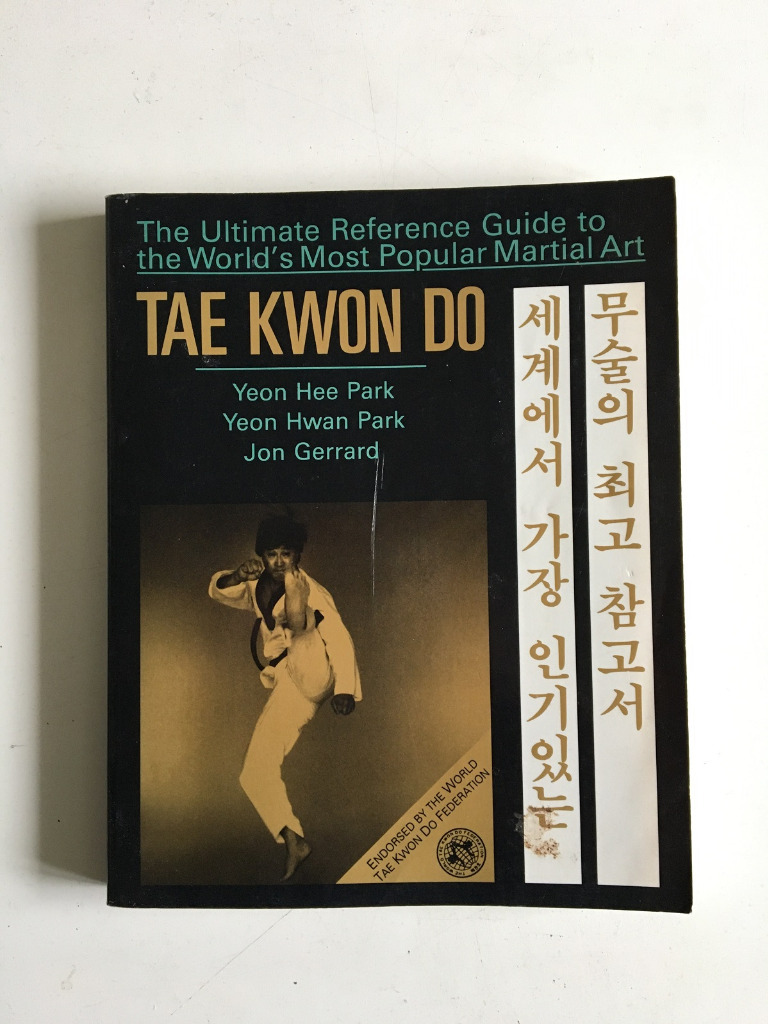 The Ultimate Reference Guide to
the World's Most Popular Martial Art
TAE KWON DO
Yeon Hee Park
Yeon Hwan Park
Jon Gerrard
세계에서 가장 인기있는
무술의 최고 참고서
ENDORSED BY THE WORLD
TAE KWON DO FEDERATION